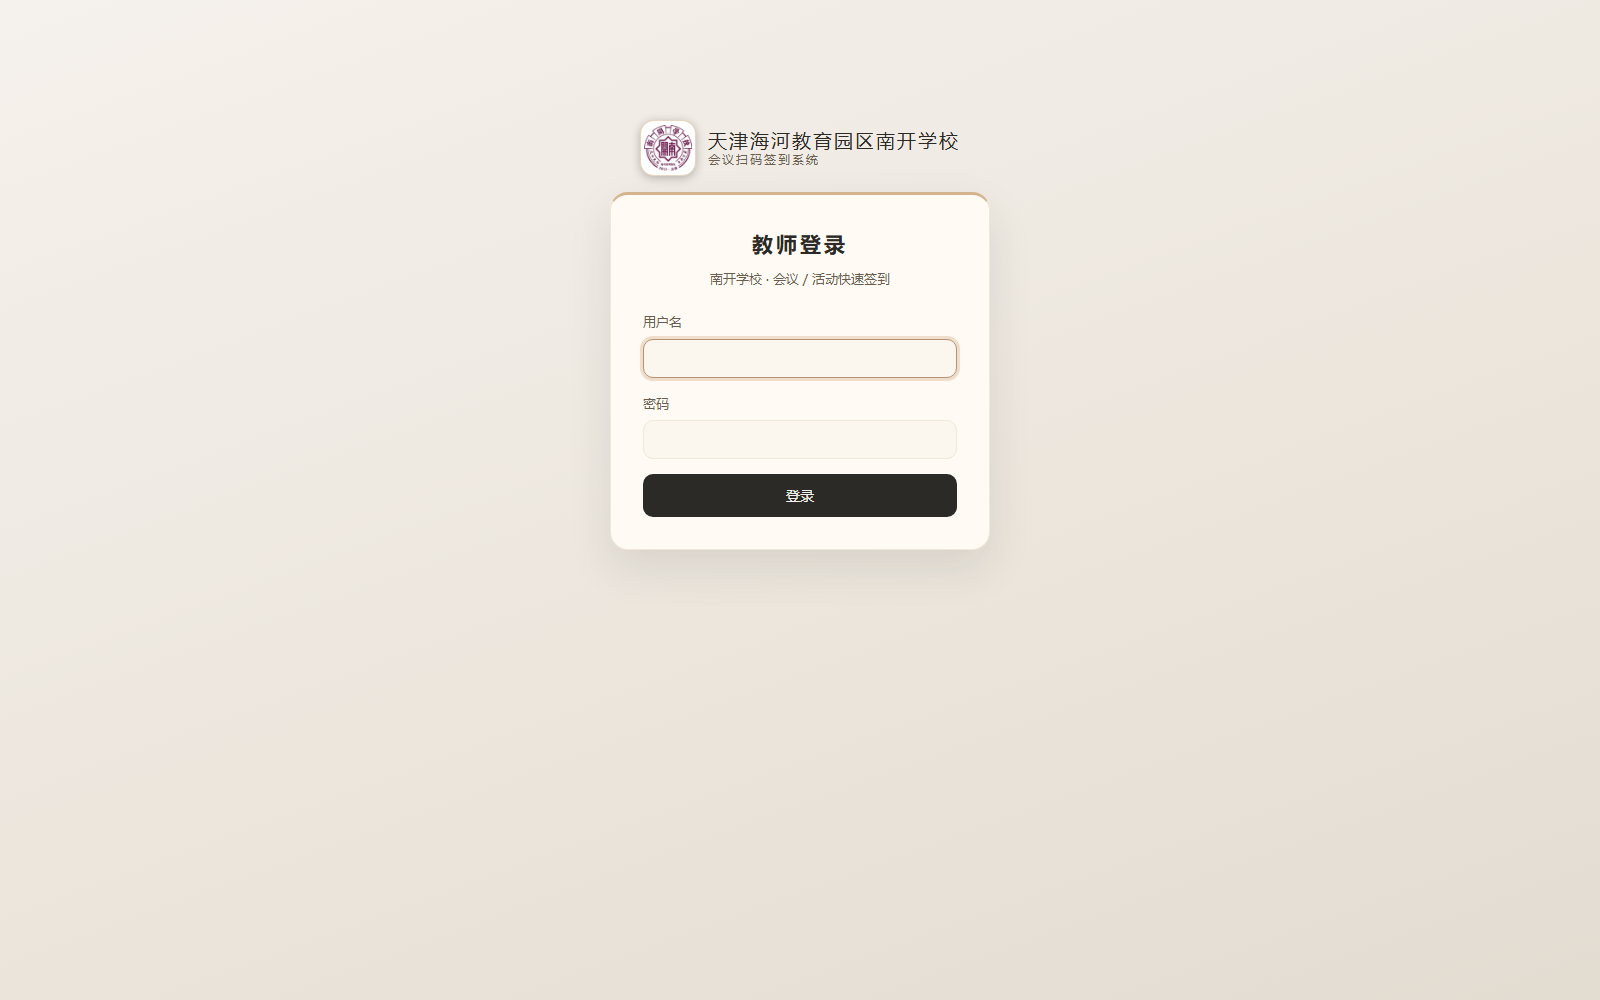 天津海河教育园区南开学校
会议扫码签到系统
教师登录
南开学校 · 会议 / 活动快速签到
用户名
密码
登录